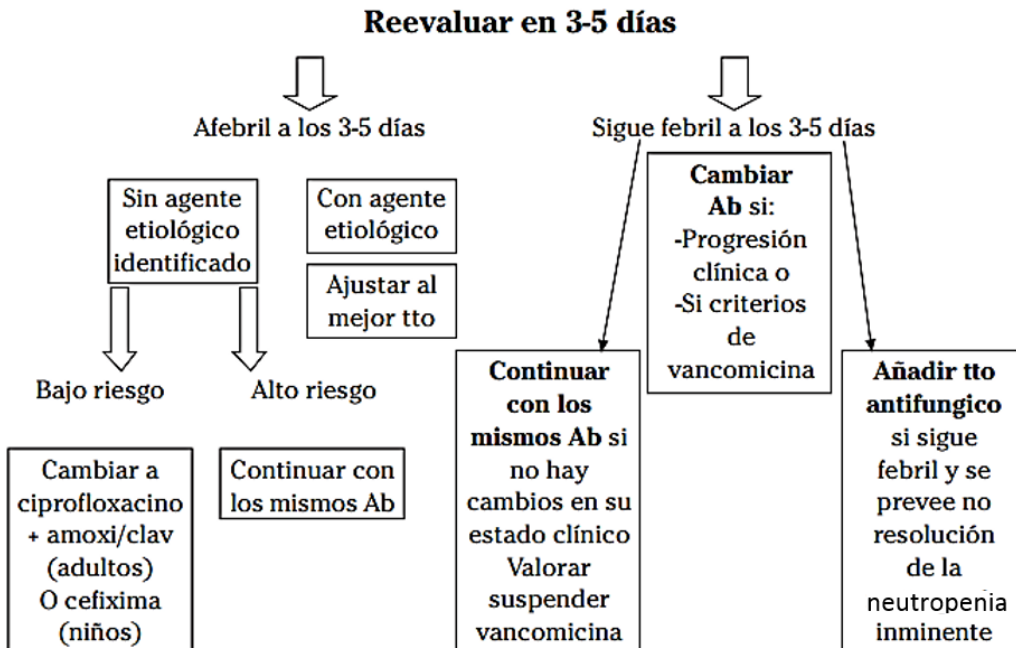 Reevaluar en 3-5 días
Afebril a los 3-5 días
Sin agente
etiológico
identificado
Con agente
etiológico
Ajustar al
mejor tto
Bajo riesgo
Alto riesgo
Cambiar a
ciprofloxacino
+ amoxi/clav
(adultos)
O cefixima
(niños)
Continuar con
los mismos Ab
Sigue febril a los 3-5 días
Cambiar
Ab si:
-Progresión
clínica o
-Si criterios
de
vancomicina
Continuar
con los
mismos Ab si
no hay
cambios en su
estado clínico
Valorar
suspender
vancomicina
Añadir tto
antifungico
si sigue
febril y se
prevee no
resolución
de la
neutropenia
inminente